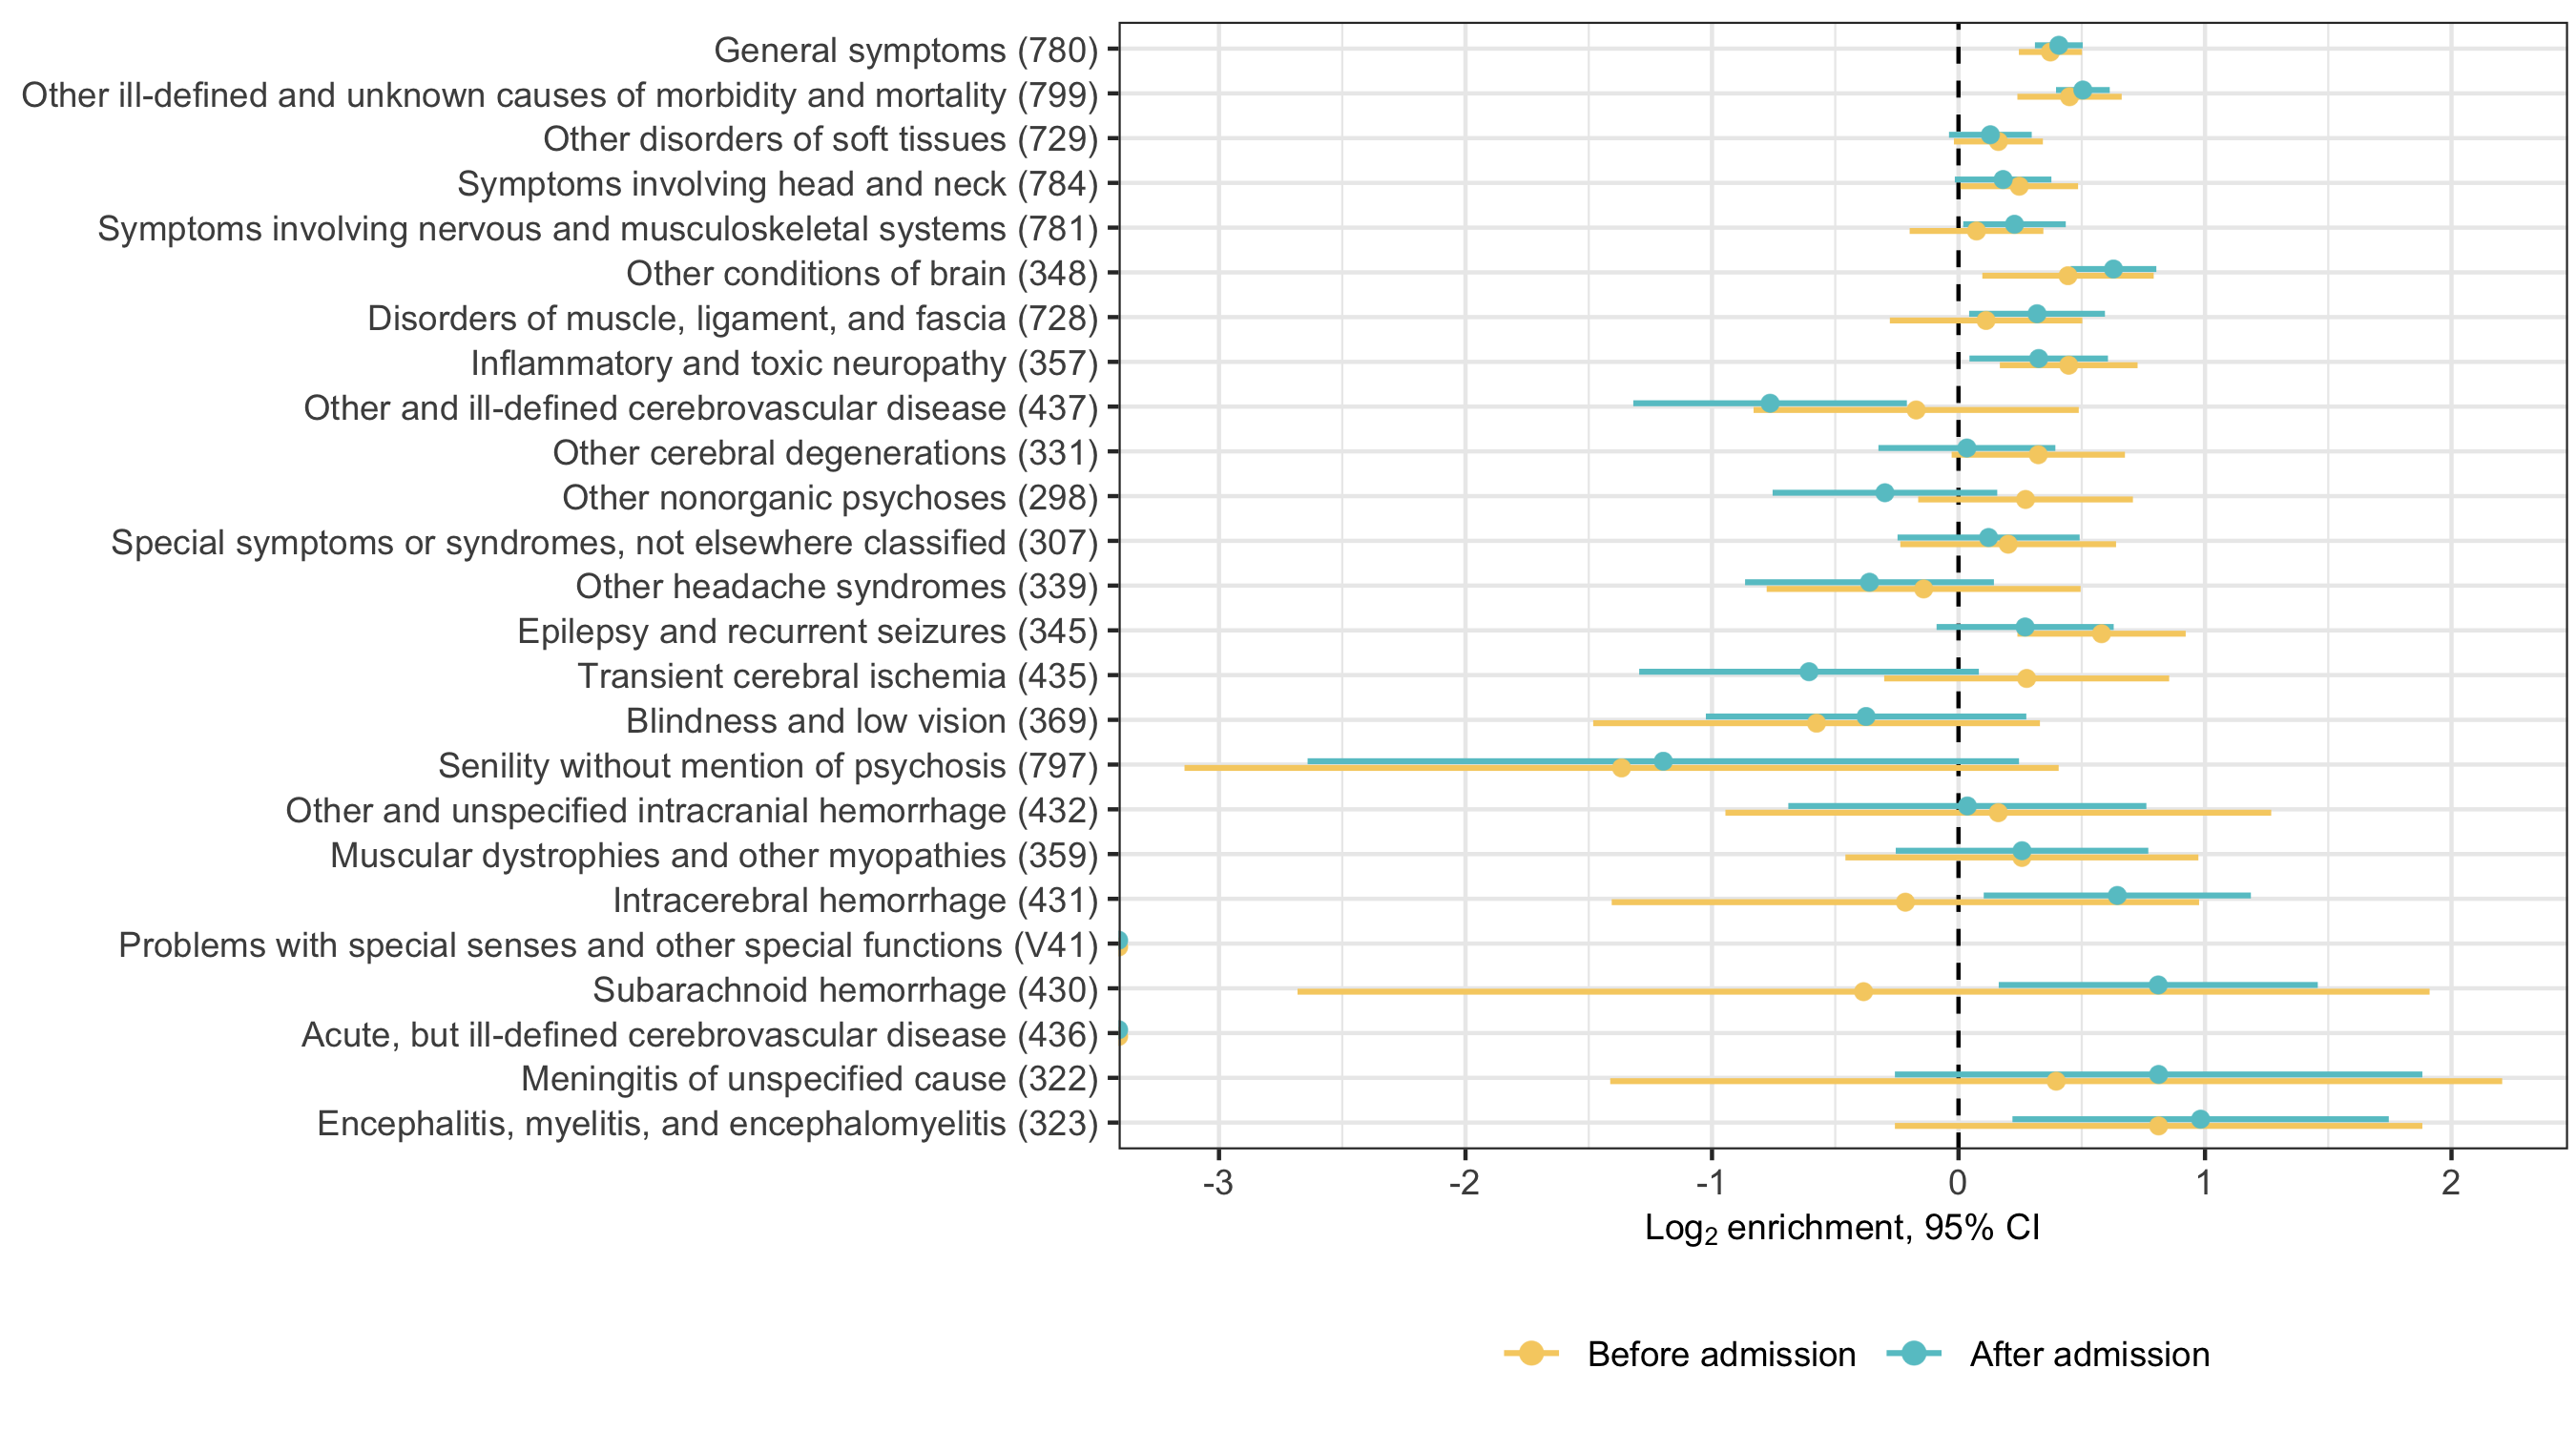 General symptoms (780)
Other ill-defined and unknown causes of morbidity and mortality (799)
Other disorders of soft tissues (729)
Symptoms involving head and neck (784)
Symptoms involving nervous and musculoskeletal systems (781)
Other conditions of brain (348)
Disorders of muscle, ligament, and fascia (728)
Inflammatory and toxic neuropathy (357)
Other and ill-defined cerebrovascular disease (437)
Other cerebral degenerations (331)
Other nonorganic psychoses (298)
Special symptoms or syndromes, not elsewhere classified (307)
Other headache syndromes (339)
Epilepsy and recurrent seizures (345)
Transient cerebral ischemia (435)
Blindness and low vision (369)
Senility without mention of psychosis (797)
Other and unspecified intracranial hemorrhage (432)
Muscular dystrophies and other myopathies (359)
Intracerebral hemorrhage (431)
Problems with special senses and other special functions (V41)
Subarachnoid hemorrhage (430)
Acute, but ill-defined cerebrovascular disease (436)
Meningitis of unspecified cause (322)
Encephalitis, myelitis, and encephalomyelitis (323)
-3 -2 -1 0 1 2
Log₂ enrichment, 95% CI
Before admission After admission